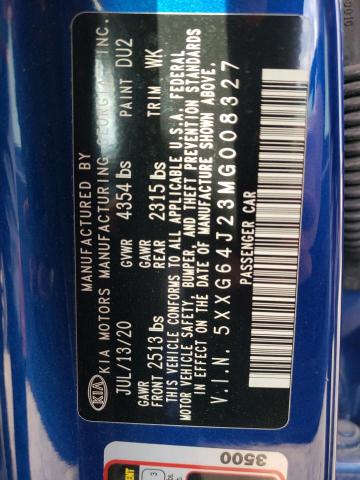 MANUFACTURED BY
KIA KIA MOTORS MANUFACTURING GEORGIA, INC.
JUL/13/20 GVWR 4354 lbs PAINT DU2
GAWR FRONT 2513 lbs GAWR REAR 2315 lbs TRIM WK
THIS VEHICLE CONFORMS TO ALL APPLICABLE U.S.A. FEDERAL
MOTOR VEHICLE SAFETY, BUMPER, AND THEFT PREVENTION STANDARDS
IN EFFECT ON THE DATE OF MANUFACTURE SHOWN ABOVE.
V.I.N. 5XXG64J23MG008327
PASSENGER CAR
3500